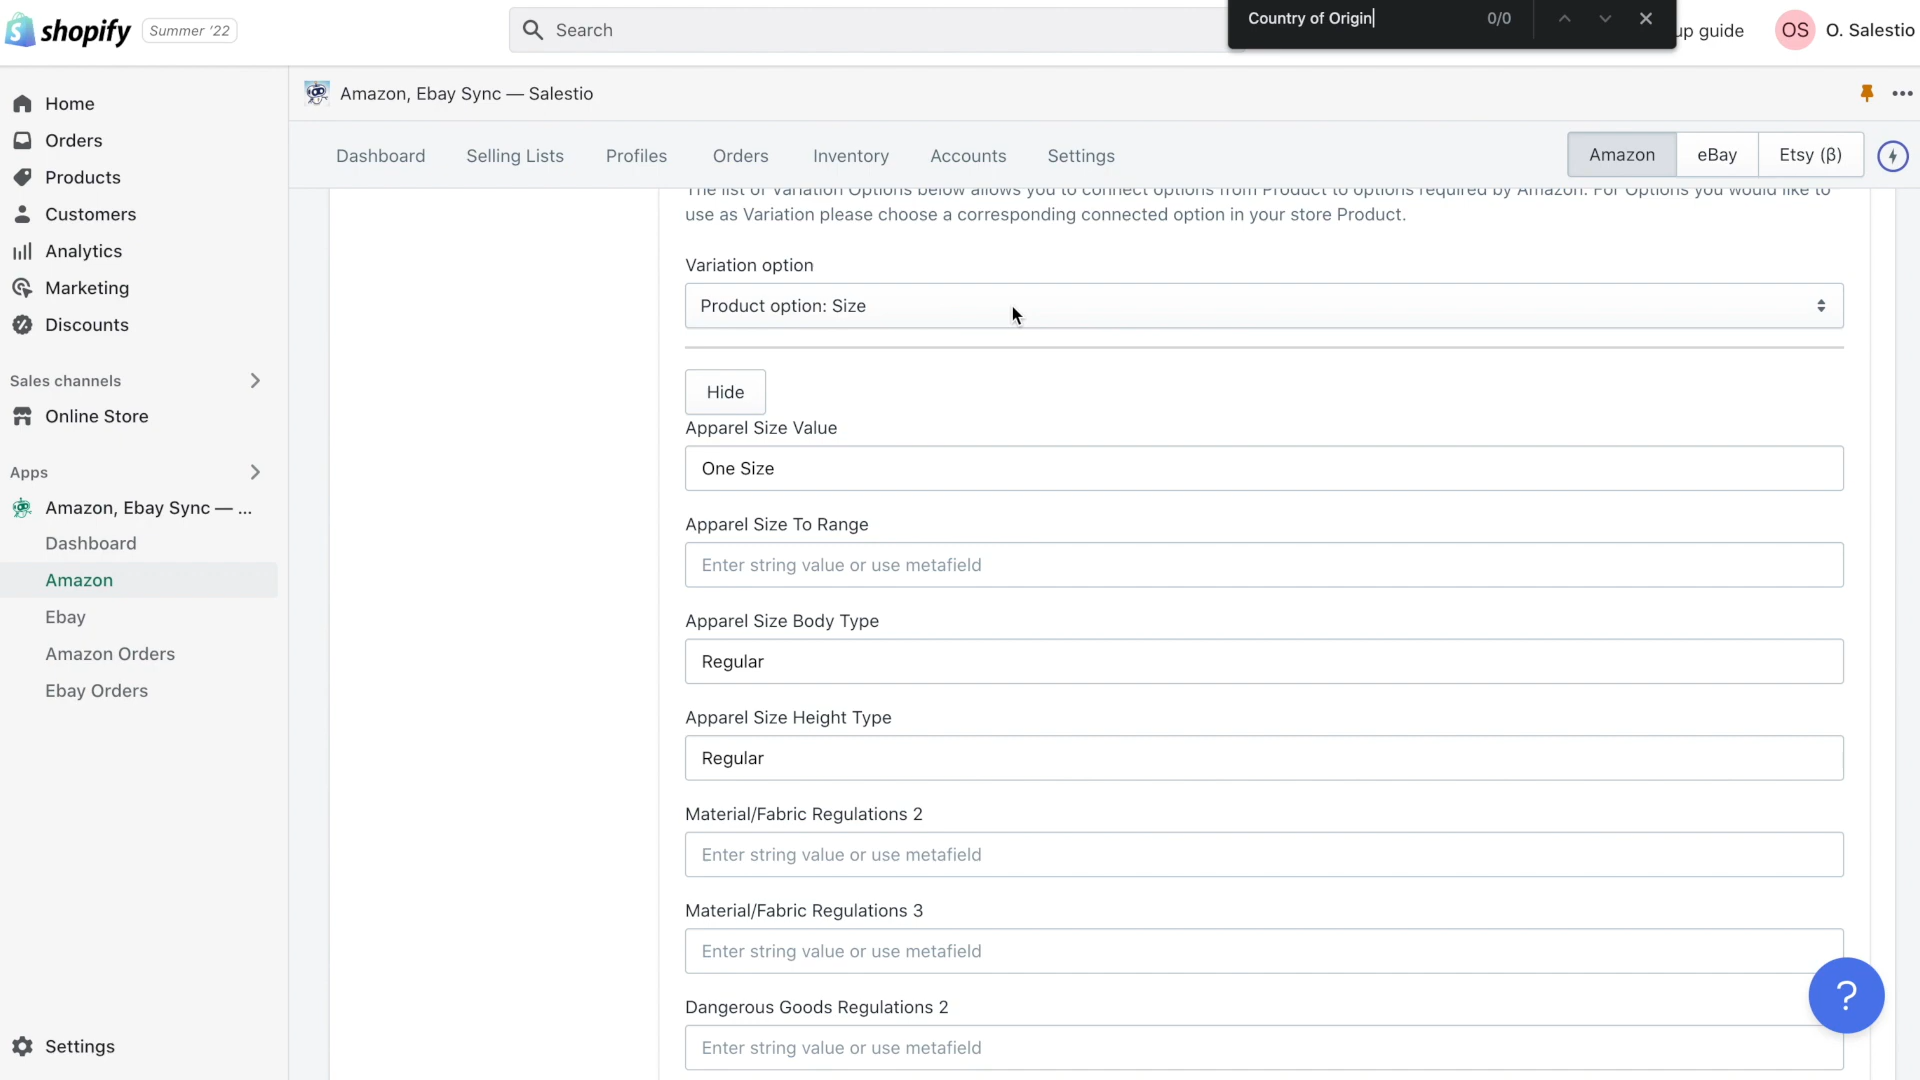 shopify
Summer '22
Search
Country of Origin
0/0
up guide
OS
O. Salestio
Home
Orders
Products
Customers
Analytics
Marketing
Discounts
Sales channels
Online Store
Apps
Amazon, Ebay Sync — ...
Dashboard
Amazon
Ebay
Amazon Orders
Ebay Orders
Settings
Amazon, Ebay Sync — Salestio
Dashboard
Selling Lists
Profiles
Orders
Inventory
Accounts
Settings
Amazon
eBay
Etsy (β)
The list of Variation Options below allows you to connect options from Product to options required by Amazon. For Options you would like to
use as Variation please choose a corresponding connected option in your store Product.
Variation option
Product option: Size
Hide
Apparel Size Value
One Size
Apparel Size To Range
Enter string value or use metafield
Apparel Size Body Type
Regular
Apparel Size Height Type
Regular
Material/Fabric Regulations 2
Enter string value or use metafield
Material/Fabric Regulations 3
Enter string value or use metafield
Dangerous Goods Regulations 2
Enter string value or use metafield
?